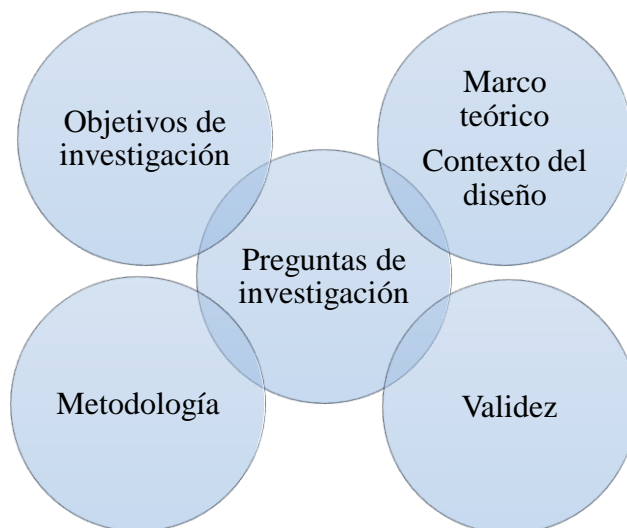 Objetivos de
investigación
Marco
teórico
Contexto del
diseño
Preguntas de
investigación
Metodología
Validez